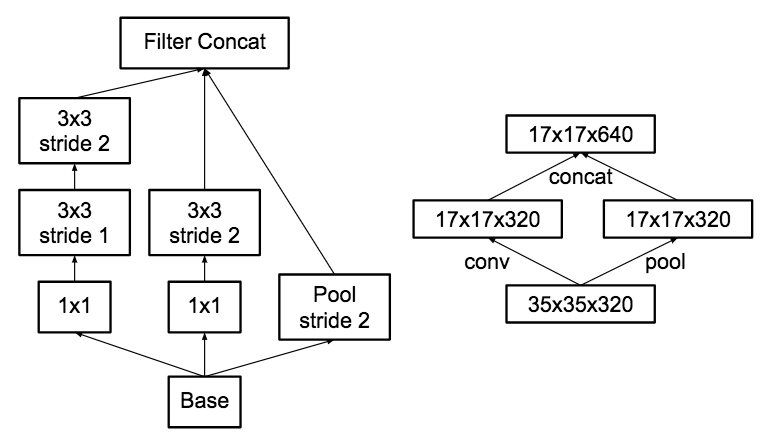 Filter Concat
3x3
stride 2
3x3
stride 1
3x3
stride 2
1x1
1x1
Pool
stride 2
Base
17x17x640
concat
17x17x320
17x17x320
conv
pool
35x35x320